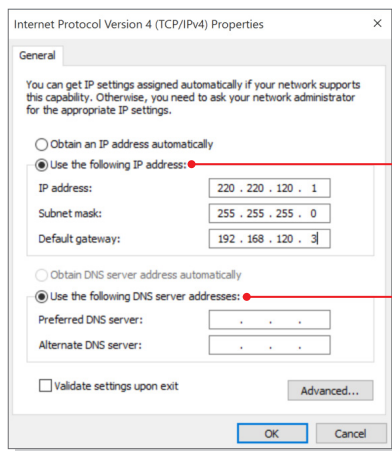 Internet Protocol Version 4 (TCP/IPv4) Properties
General
You can get IP settings assigned automatically if your network supports
this capability. Otherwise, you need to ask your network administrator
for the appropriate IP settings.
Obtain an IP address automatically
Use the following IP address:
IP address: 220 . 220 . 120 . 1
Subnet mask: 255 . 255 . 255 . 0
Default gateway: 192 . 168 . 120 . 3
Obtain DNS server address automatically
Use the following DNS server addresses:
Preferred DNS server: . . .
Alternate DNS server: . . .
Validate settings upon exit
Advanced...
OK Cancel